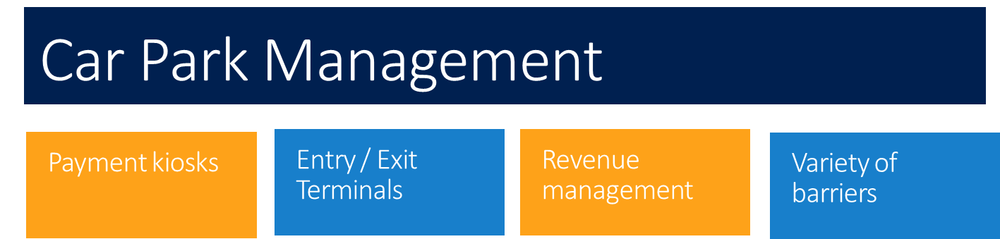 Car Park Management
Payment kiosks
Entry / Exit
Terminals
Revenue
management
Variety of
barriers